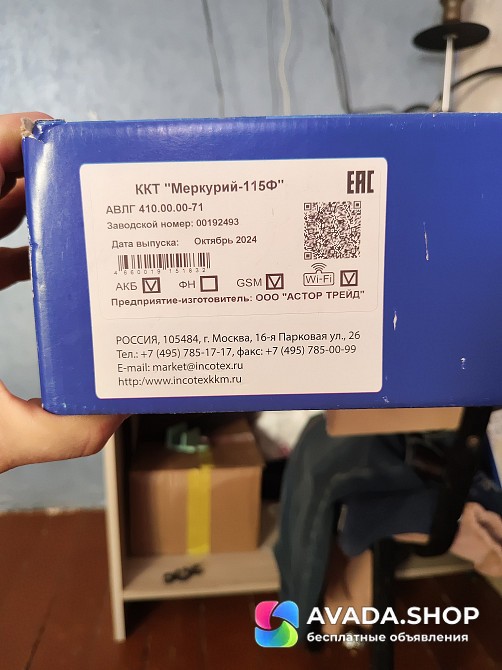 ККТ "Меркурий-115Ф"
EAC
АВЛГ 410.00.00-71
Заводской номер: 00192493
Дата выпуска: Октябрь 2024
4660019151832
АКБ ФН GSM Wi-Fi
Предприятие-изготовитель: ООО "АСТОР ТРЕЙД"
РОССИЯ, 105484, г. Москва, 16-я Парковая ул., 26
Тел.: +7 (495) 785-17-17, факс: +7 (495) 785-00-99
E-mail: market@incotex.ru
http:/www.incotexkkm.ru
AVADA.SHOP
бесплатные объявления